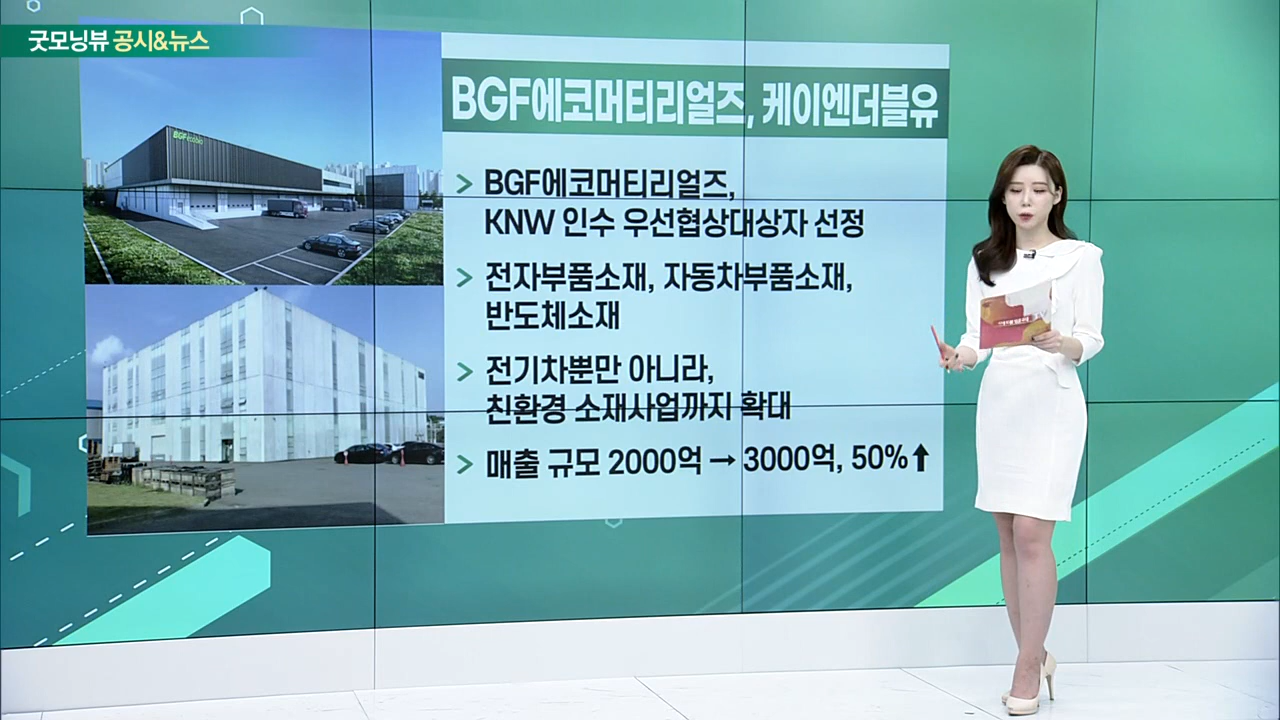 굿모닝뷰 공시&뉴스
BGF에코머티리얼즈, 케이엔더블유
BGF에코머티리얼즈,
KNW 인수 우선협상대상자 선정
전자부품소재, 자동차부품소재,
반도체소재
전기차뿐만 아니라,
친환경 소재사업까지 확대
매출 규모 2000억 → 3000억, 50%↑
BGFecobio